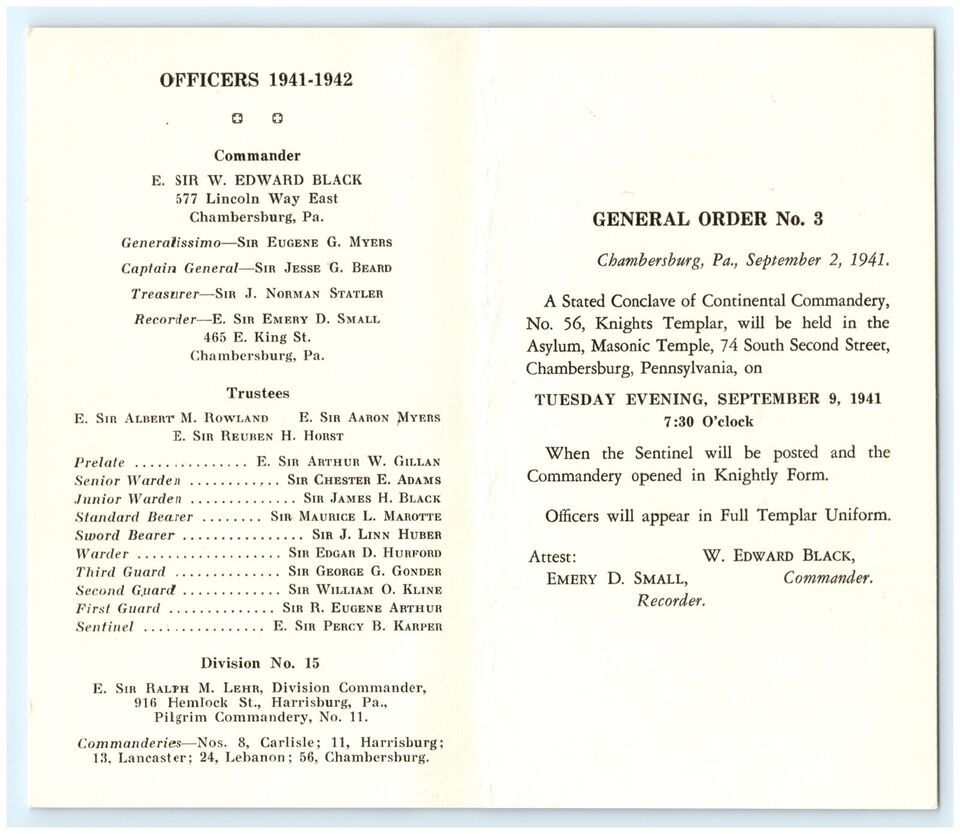 OFFICERS 1941-1942
Commander
E. SIR W. EDWARD BLACK
577 Lincoln Way East
Chambersburg, Pa.
Generalissimo—SIR EUGENE G. MYERS
Captain General—SIR JESSE G. BEARD
Treasurer—SIR J. NORMAN STATLER
Recorder—E. SIR EMERY D. SMALL
465 E. King St.
Chambersburg, Pa.
Trustees
E. SIR ALBERT M. ROWLAND E. SIR AARON MYERS
E. SIR REUBEN H. HORST
Prelate ............... E. SIR ARTHUR W. GILLAN
Senior Warden ............ SIR CHESTER E. ADAMS
Junior Warden ............. SIR JAMES H. BLACK
Standard Bearer ........ SIR MAURICE L. MAROTTE
Sword Bearer ................ SIR J. LINN HUBER
Warder ................... SIR EDGAR D. HURFORD
Third Guard .............. SIR GEORGE G. GONDER
Second Guard ............. SIR WILLIAM O. KLINE
First Guard .............. SIR R. EUGENE ARTHUR
Sentinel ................ E. SIR PERCY B. KARPER
Division No. 15
E. SIR RALPH M. LEHR, Division Commander,
916 Hemlock St., Harrisburg, Pa.,
Pilgrim Commandery, No. 11.
Commanderies—Nos. 8, Carlisle; 11, Harrisburg;
13, Lancaster; 24, Lebanon; 56, Chambersburg.
GENERAL ORDER No. 3
Chambersburg, Pa., September 2, 1941.
A Stated Conclave of Continental Commandery,
No. 56, Knights Templar, will be held in the
Asylum, Masonic Temple, 74 South Second Street,
Chambersburg, Pennsylvania, on
TUESDAY EVENING, SEPTEMBER 9, 1941
7:30 O'clock
When the Sentinel will be posted and the
Commandery opened in Knightly Form.
Officers will appear in Full Templar Uniform.
Attest: W. EDWARD BLACK,
EMERY D. SMALL, Commander.
Recorder.